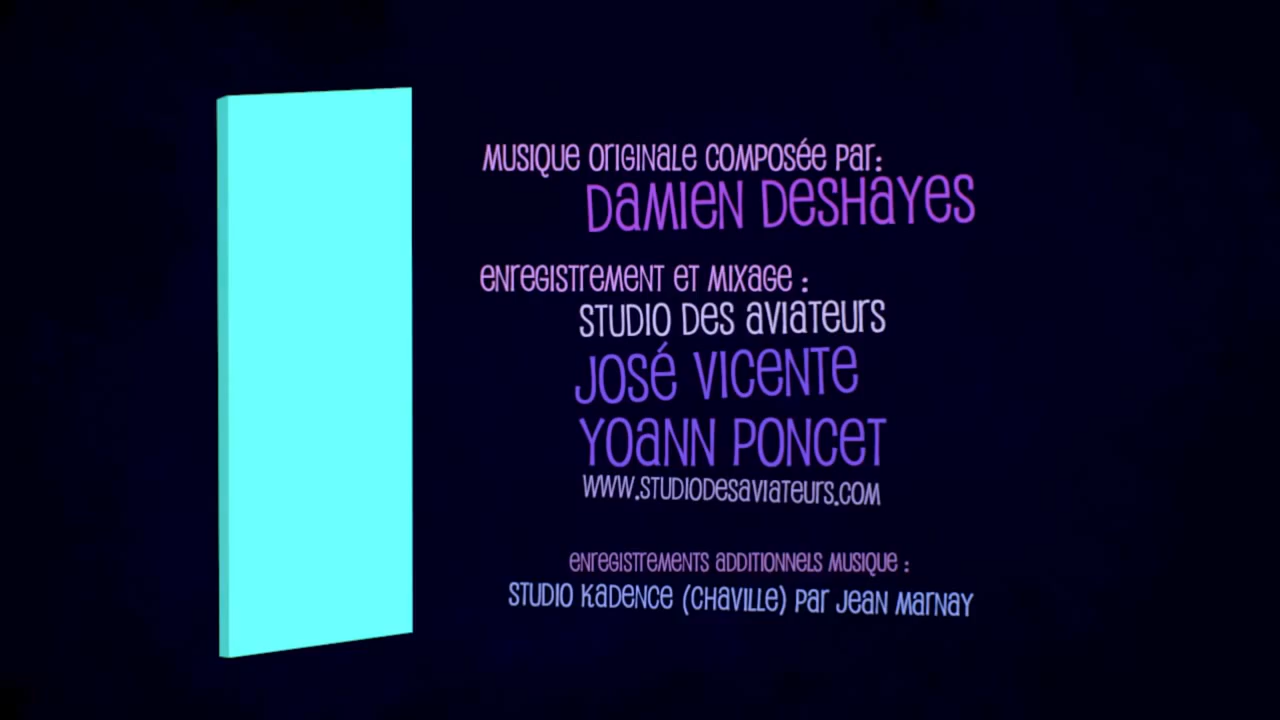 Musique originale composée par:
Damien Deshayes
Enregistrement et mixage :
Studio des Aviateurs
José Vicente
Yoann Poncet
www.studiodesaviateurs.com
Enregistrements additionnels musique :
Studio Kadence (Chaville) par Jean Marnay